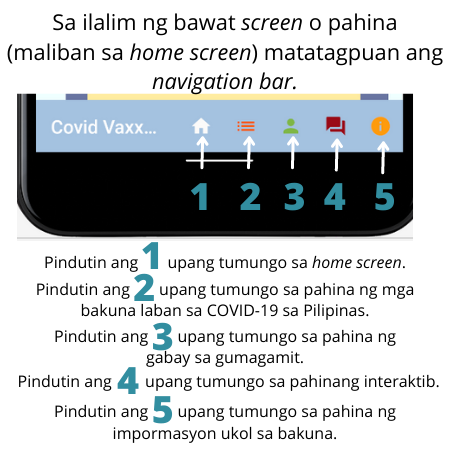 Sa ilalim ng bawat screen o pahina
(maliban sa home screen) matatagpuan ang
navigation bar.
Covid Vaxx...
1 2 3 4 5
Pindutin ang 1 upang tumungo sa home screen.
Pindutin ang 2 upang tumungo sa pahina ng mga
bakuna laban sa COVID-19 sa Pilipinas.
Pindutin ang 3 upang tumungo sa pahina ng
gabay sa gumagamit.
Pindutin ang 4 upang tumungo sa pahinang interaktib.
Pindutin ang 5 upang tumungo sa pahina ng
impormasyon ukol sa bakuna.